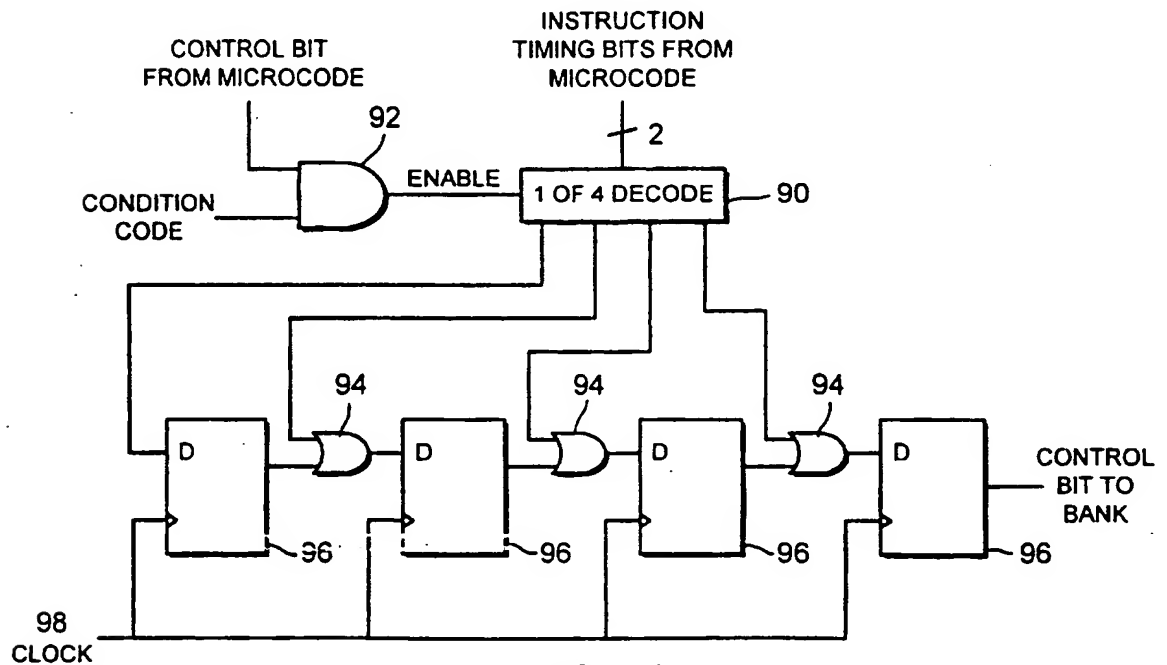 CONTROL BIT
FROM MICROCODE
INSTRUCTION
TIMING BITS FROM
MICROCODE
92
2
ENABLE
1 OF 4 DECODE
90
CONDITION
CODE
94
94
94
D
D
D
D
CONTROL
BIT TO
BANK
96
96
96
96
98
CLOCK